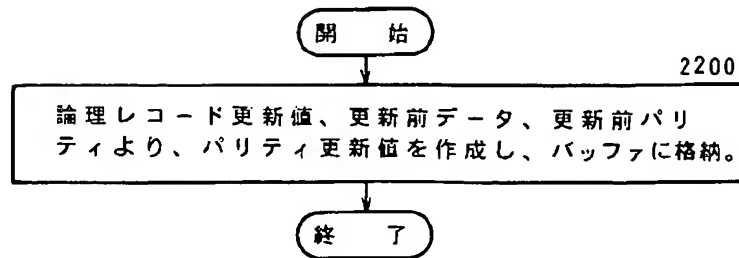 開 始
2200
論理レコード更新値、更新前データ、更新前パリ
ティより、パリティ更新値を作成し、バッファに格納。
終 了